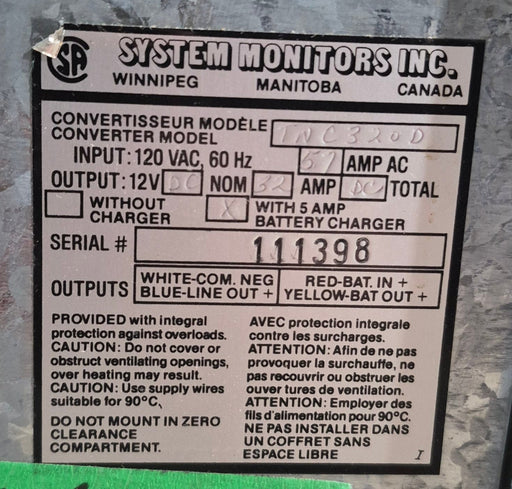 SA
SYSTEM MONITORS INC.
WINNIPEG MANITOBA CANADA
CONVERTISSEUR MODÈLE
CONVERTER MODEL INC320D
INPUT: 120 VAC, 60 Hz 57 AMP AC
OUTPUT: 12V DC NOM 32 AMP DC TOTAL
WITHOUT CHARGER X WITH 5 AMP BATTERY CHARGER
SERIAL # 111398
OUTPUTS
WHITE-COM. NEG
BLUE-LINE OUT +
RED-BAT. IN +
YELLOW-BAT OUT +
PROVIDED with integral
protection against overloads.
CAUTION: Do not cover or
obstruct ventilating openings,
over heating may result.
CAUTION: Use supply wires
suitable for 90°C.
DO NOT MOUNT IN ZERO
CLEARANCE
COMPARTMENT.
AVEC protection integrale
contre les surcharges.
ATTENTION: Afin de ne pas
provoquer la surchauffe, ne
pas recouvrir ou obstruer les
ouver tures de ventilation.
ATTENTION: Employer des
fils d'alimentation pour 90°C.
NE PAS INSTALLER DANS
UN COFFRET SANS
ESPACE LIBRE I